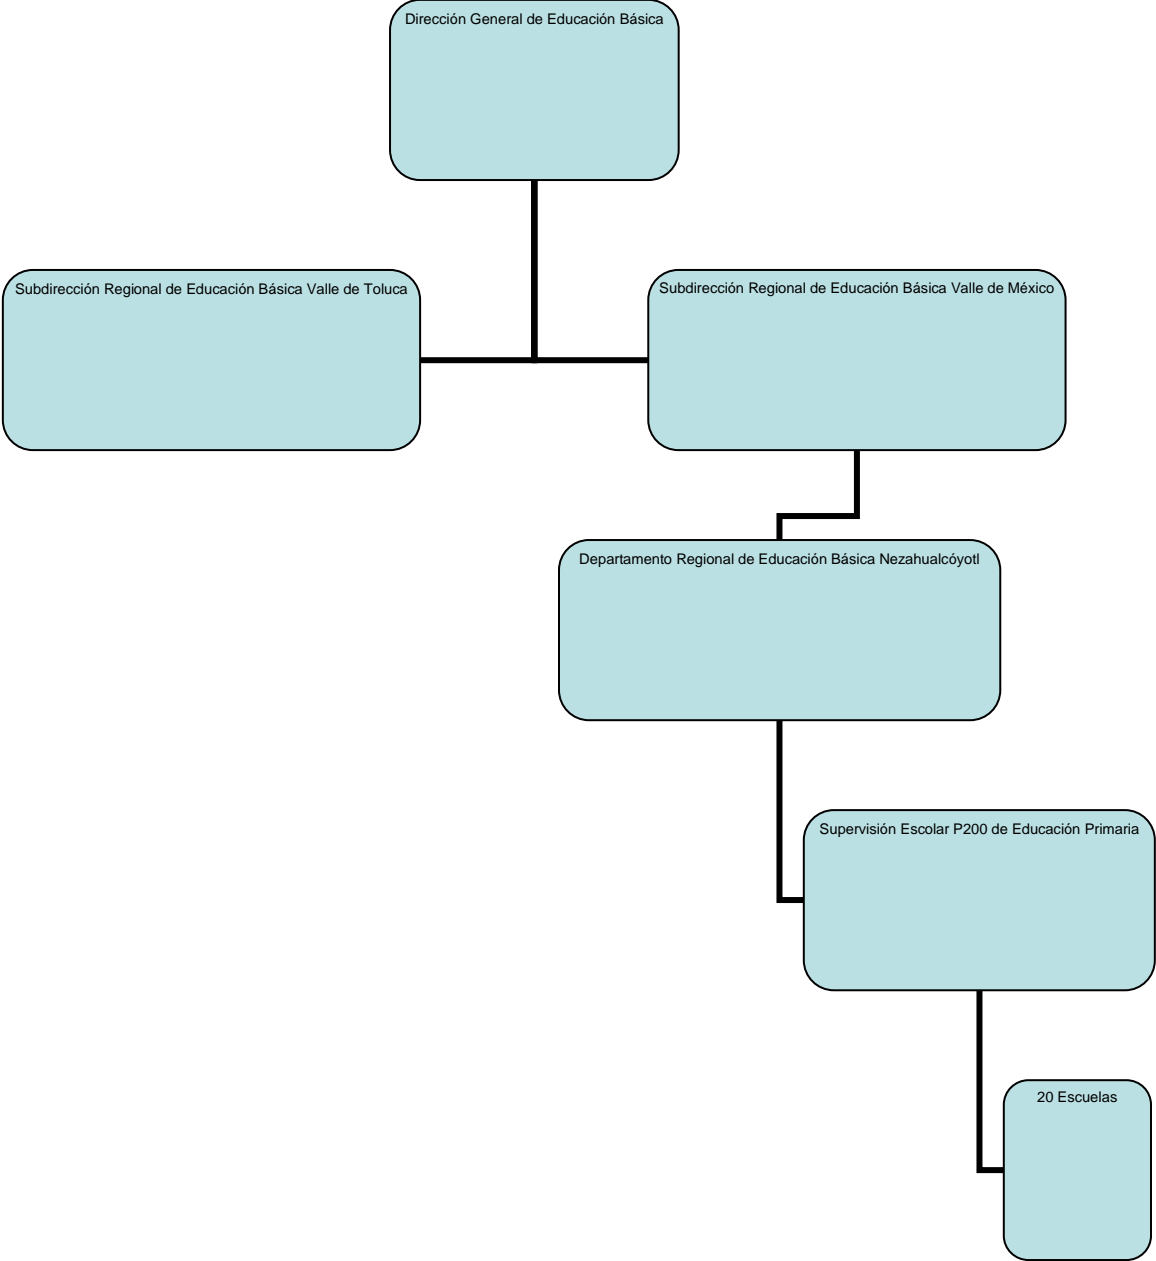 Dirección General de Educación Básica
Subdirección Regional de Educación Básica Valle de Toluca
Subdirección Regional de Educación Básica Valle de México
Departamento Regional de Educación Básica Nezahualcóyotl
Supervisión Escolar P200 de Educación Primaria
20 Escuelas